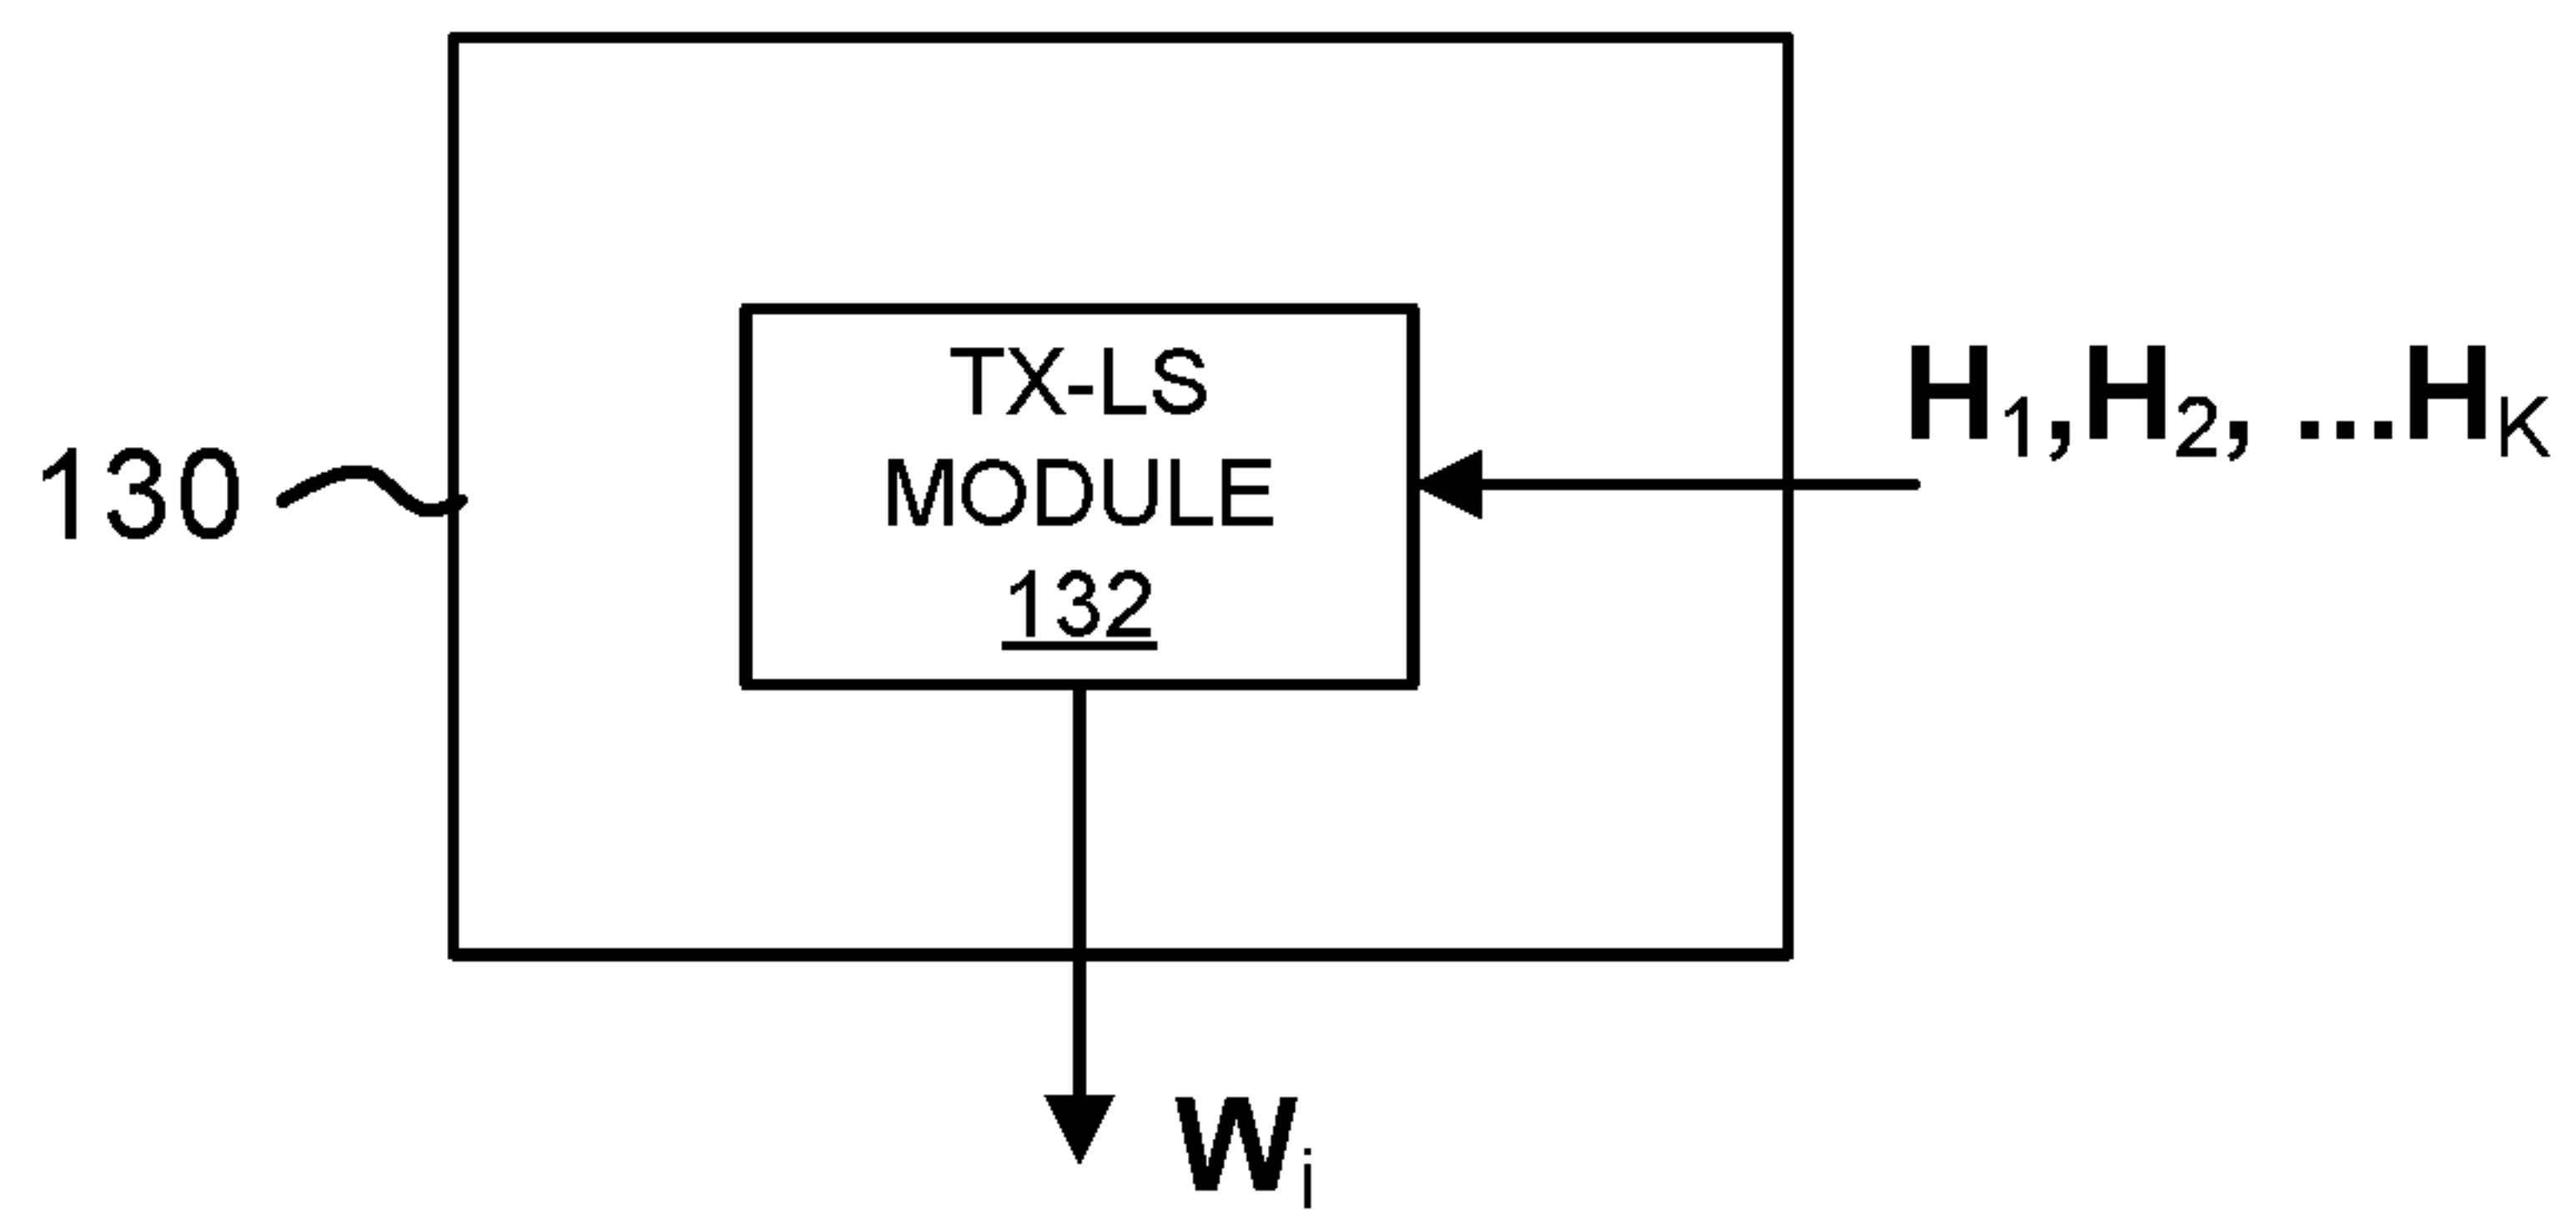 TX-LS
MODULE
132
130
H1,H2, ...HK
Wi